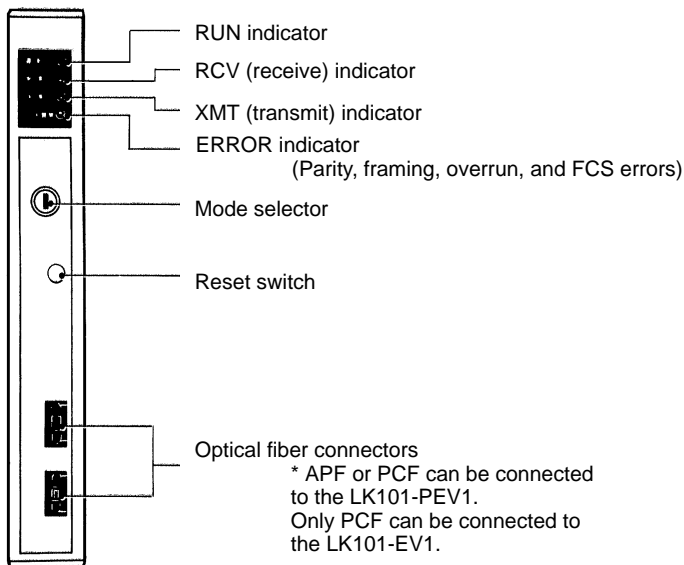 RUN indicator
RCV (receive) indicator
XMT (transmit) indicator
ERROR indicator
(Parity, framing, overrun, and FCS errors)
Mode selector
Reset switch
Optical fiber connectors
* APF or PCF can be connected
to the LK101-PEV1.
Only PCF can be connected to
the LK101-EV1.